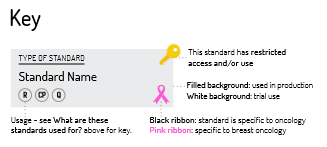 Key
TYPE OF STANDARD
Standard Name
R CP Q
This standard has restricted
access and/or use
Filled background: used in production
White background: trial use
Usage - see What are these
standards used for? above for key.
Black ribbon: standard is specific to oncology
Pink ribbon: specific to breast oncology